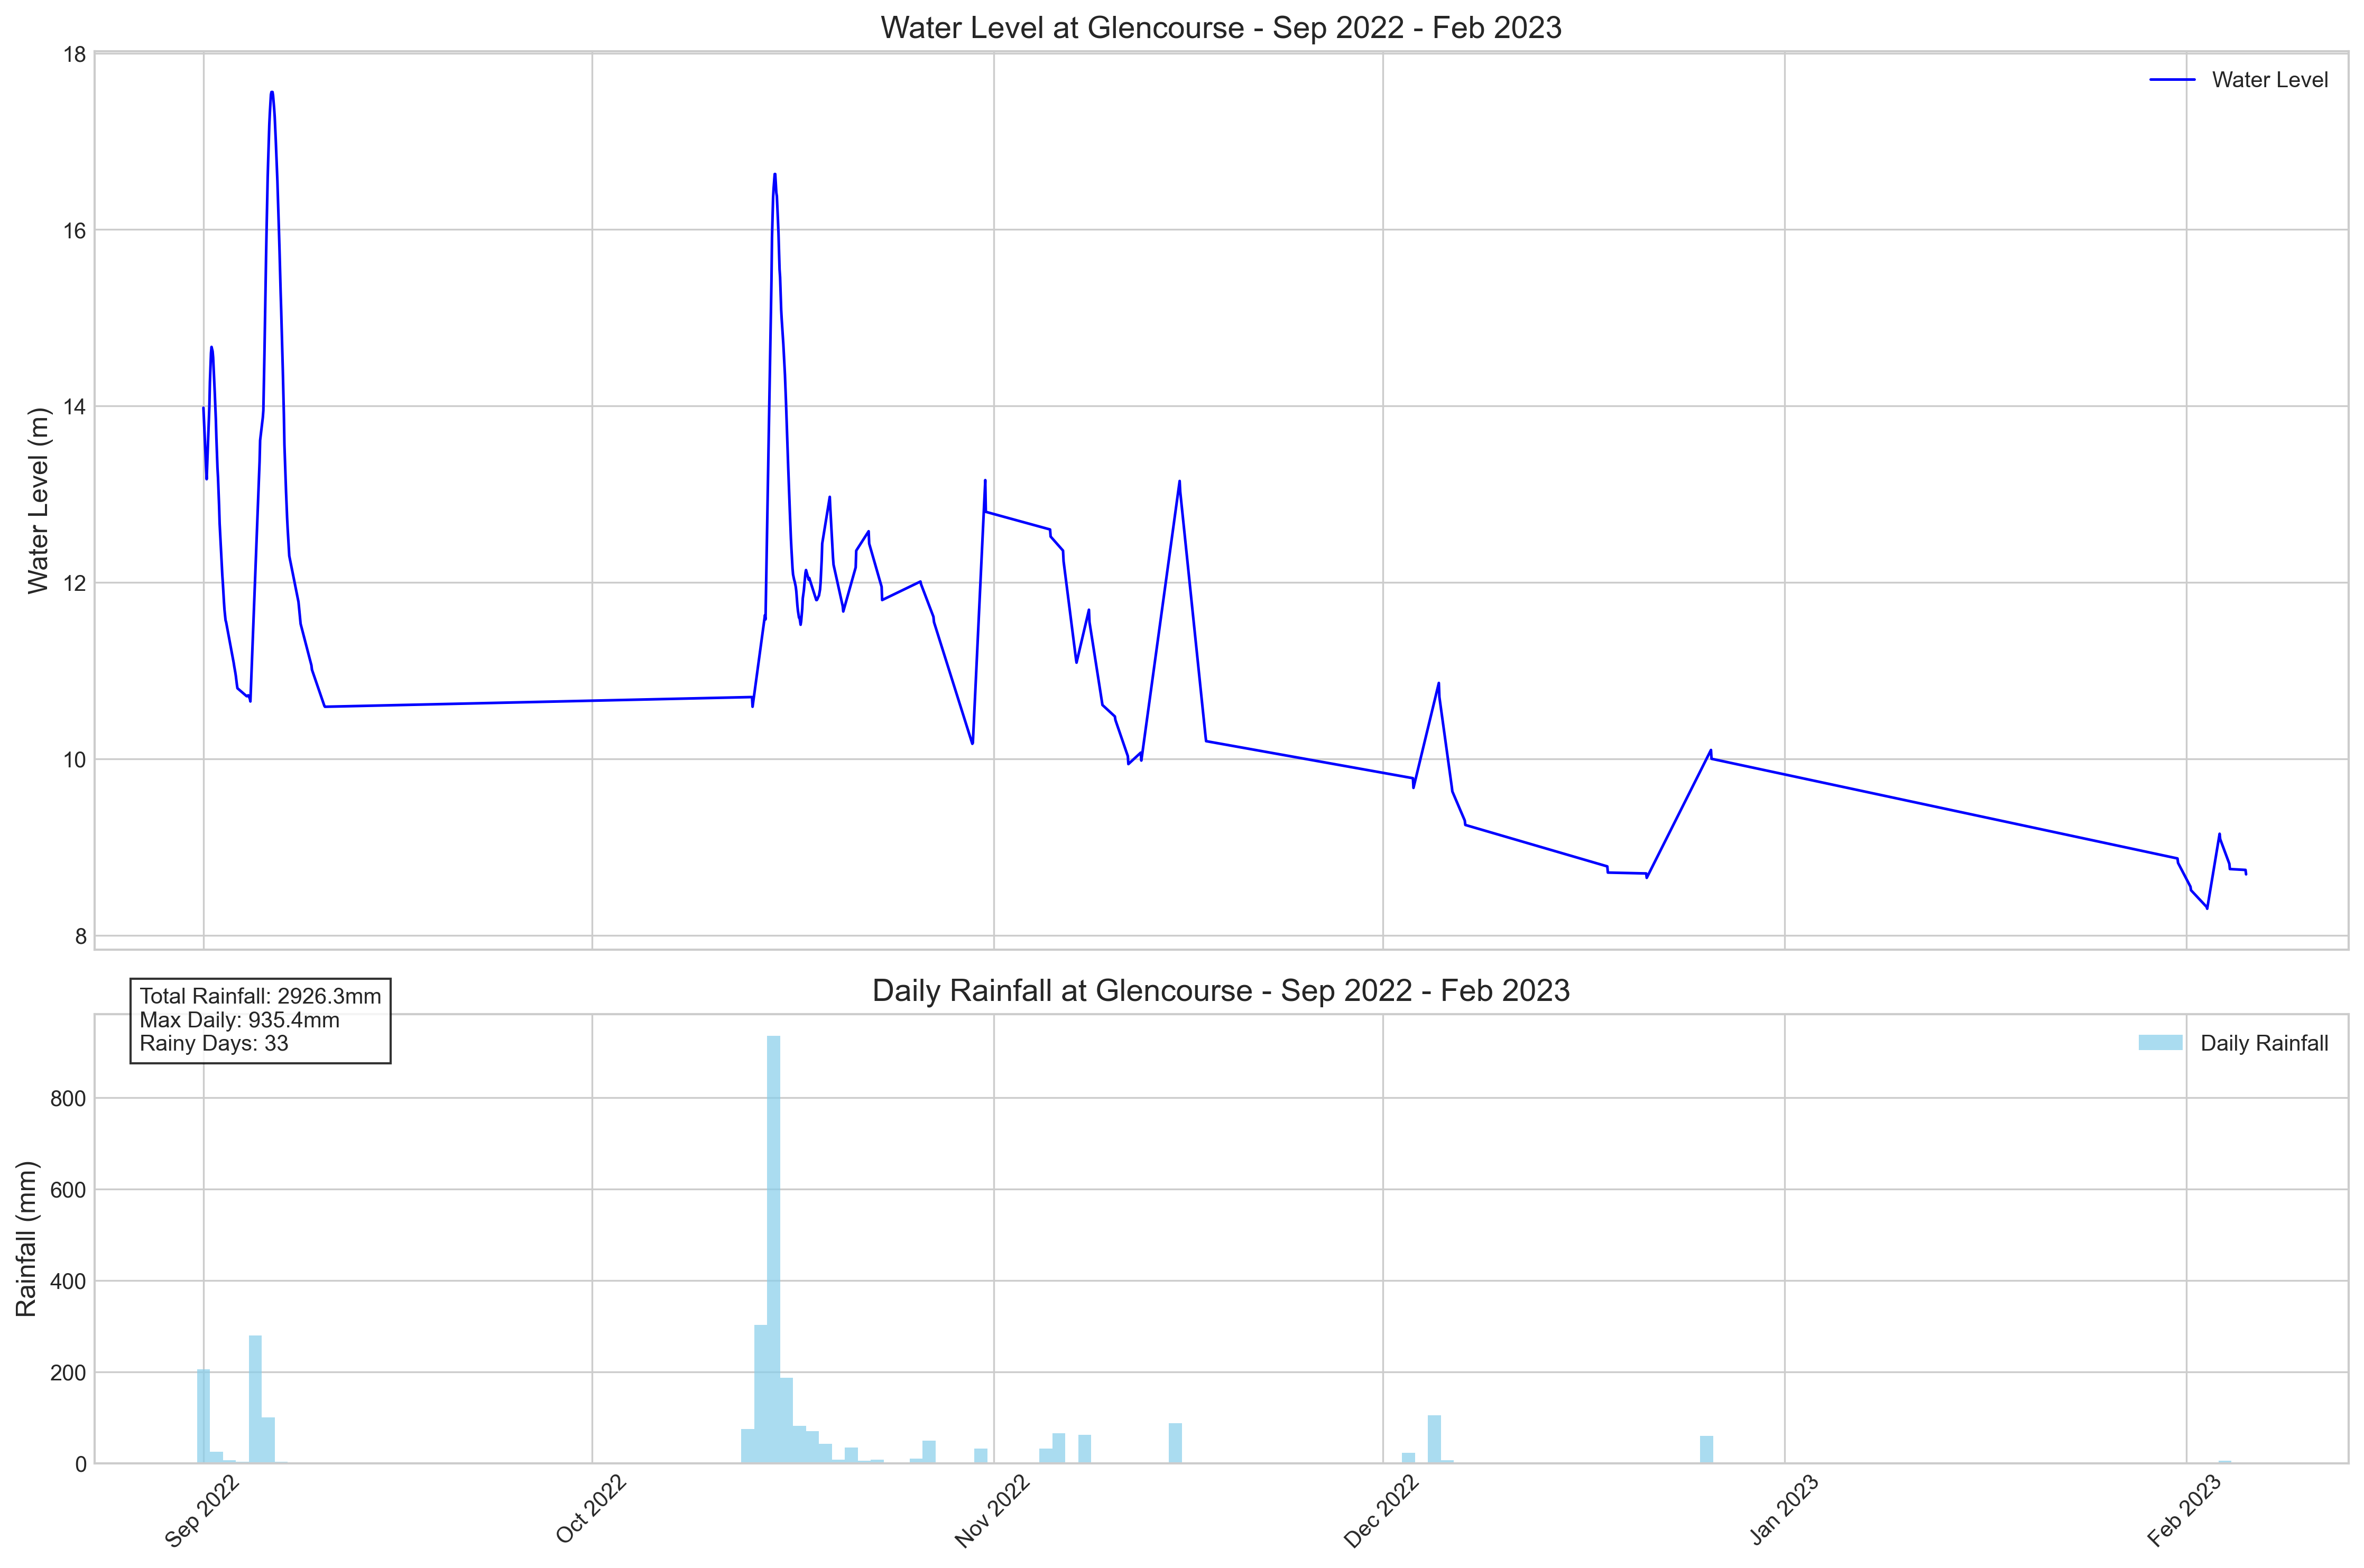 Water Level at Glencourse - Sep 2022 - Feb 2023
18
16
14
12
10
8
Water Level (m)
Water Level
Daily Rainfall at Glencourse - Sep 2022 - Feb 2023
Total Rainfall: 2926.3mm
Max Daily: 935.4mm
Rainy Days: 33
Daily Rainfall
800
600
400
200
0
Rainfall (mm)
Sep 2022
Oct 2022
Nov 2022
Dec 2022
Jan 2023
Feb 2023